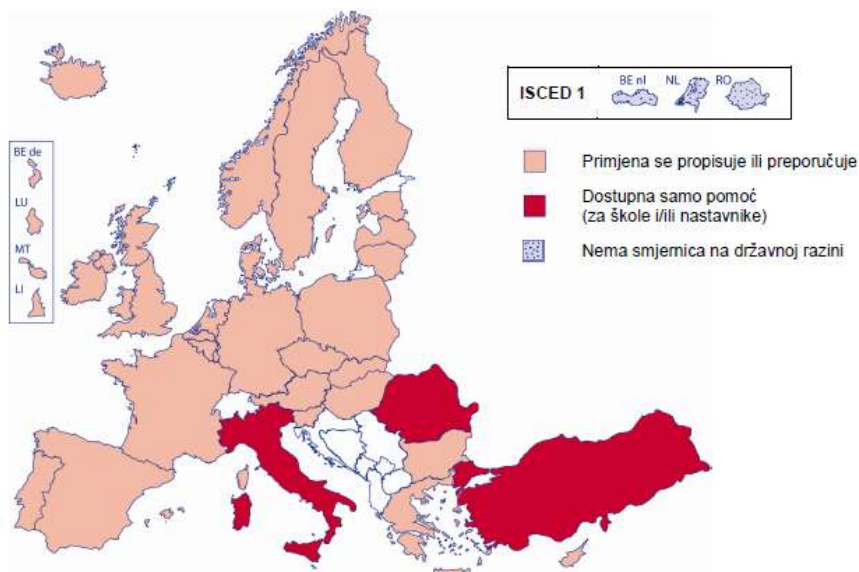 ISCED 1 BE nl NL RO
BE de
LU
MT
LI
Primjena se propisuje ili preporučuje
Dostupna samo pomoć
(za škole i/ili nastavnike)
Nema smjernica na državnoj razini